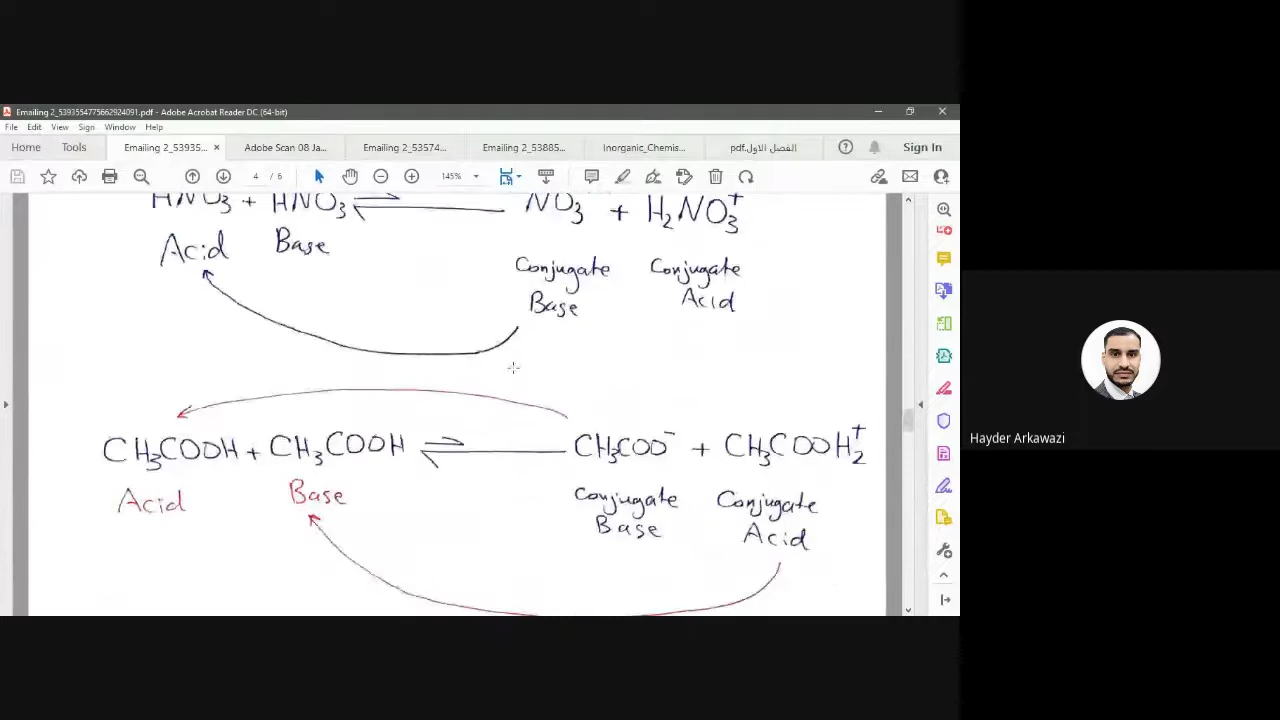 Emailing 2_5393554775662924091.pdf - Adobe Acrobat Reader DC (64-bit)
File Edit View Sign Window Help
Home Tools Emailing 2_53935... × Adobe Scan 08 Ja... Emailing 2_53574... Emailing 2_53885... Inorganic_Chemis... الفصل الاول.pdf Sign In
4 / 6 145%
HNO3 + HNO3 ⇌ NO3 + H2NO3+
Acid Base
Conjugate Conjugate
Base Acid
CH3COOH + CH3COOH ⇌ CH3COO- + CH3COOH2+
Acid Base Conjugate Conjugate
Base Acid
Hayder Arkawazi